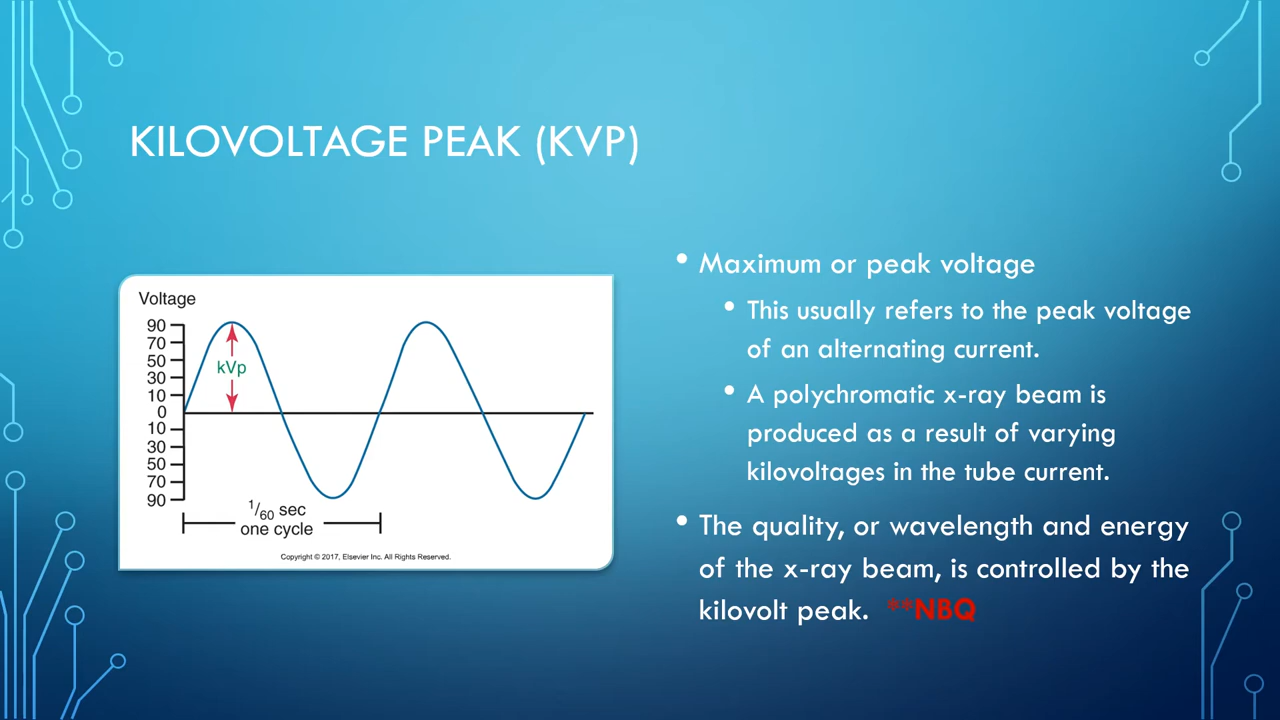 KILOVOLTAGE PEAK (KVP)
Voltage
90
70
50
30
10
0
10
30
50
70
90
kVp
1/60 sec
one cycle
Copyright © 2017, Elsevier Inc. All Rights Reserved.
• Maximum or peak voltage
• This usually refers to the peak voltage
of an alternating current.
• A polychromatic x-ray beam is
produced as a result of varying
kilovoltages in the tube current.
• The quality, or wavelength and energy
of the x-ray beam, is controlled by the
kilovolt peak. **NBQ